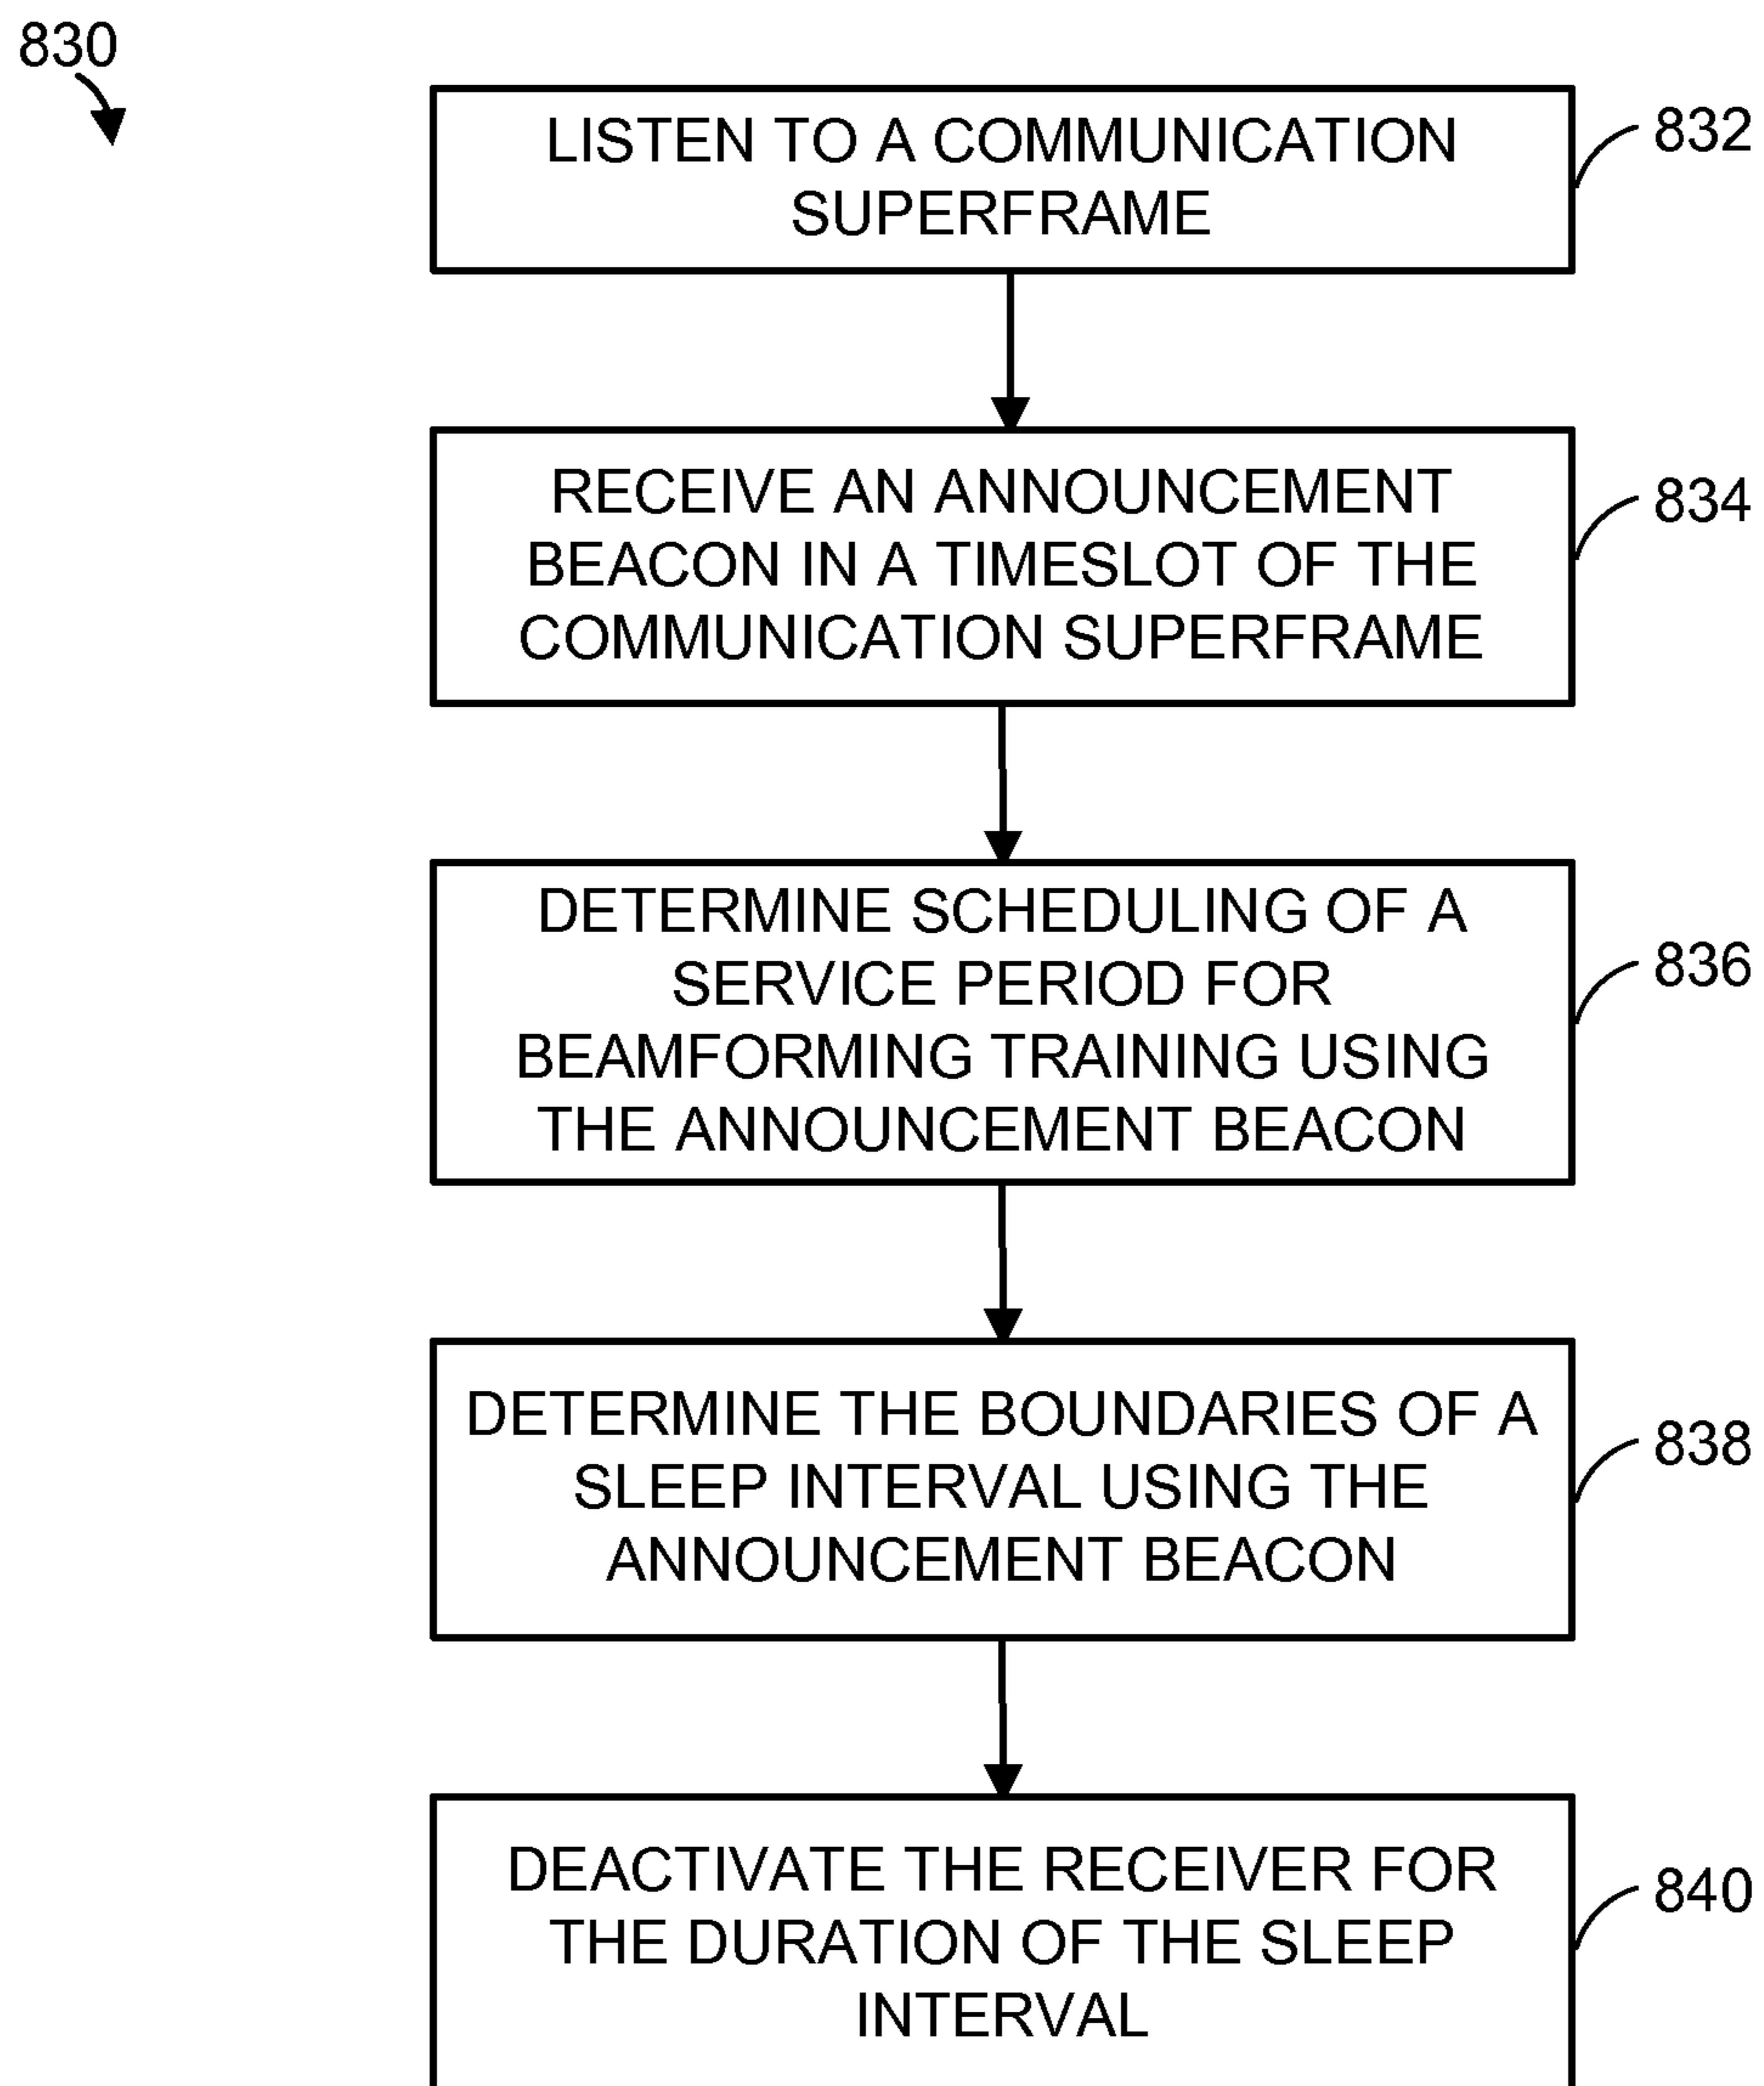 830
LISTEN TO A COMMUNICATION
SUPERFRAME
832
RECEIVE AN ANNOUNCEMENT
BEACON IN A TIMESLOT OF THE
COMMUNICATION SUPERFRAME
834
DETERMINE SCHEDULING OF A
SERVICE PERIOD FOR
BEAMFORMING TRAINING USING
THE ANNOUNCEMENT BEACON
836
DETERMINE THE BOUNDARIES OF A
SLEEP INTERVAL USING THE
ANNOUNCEMENT BEACON
838
DEACTIVATE THE RECEIVER FOR
THE DURATION OF THE SLEEP
INTERVAL
840